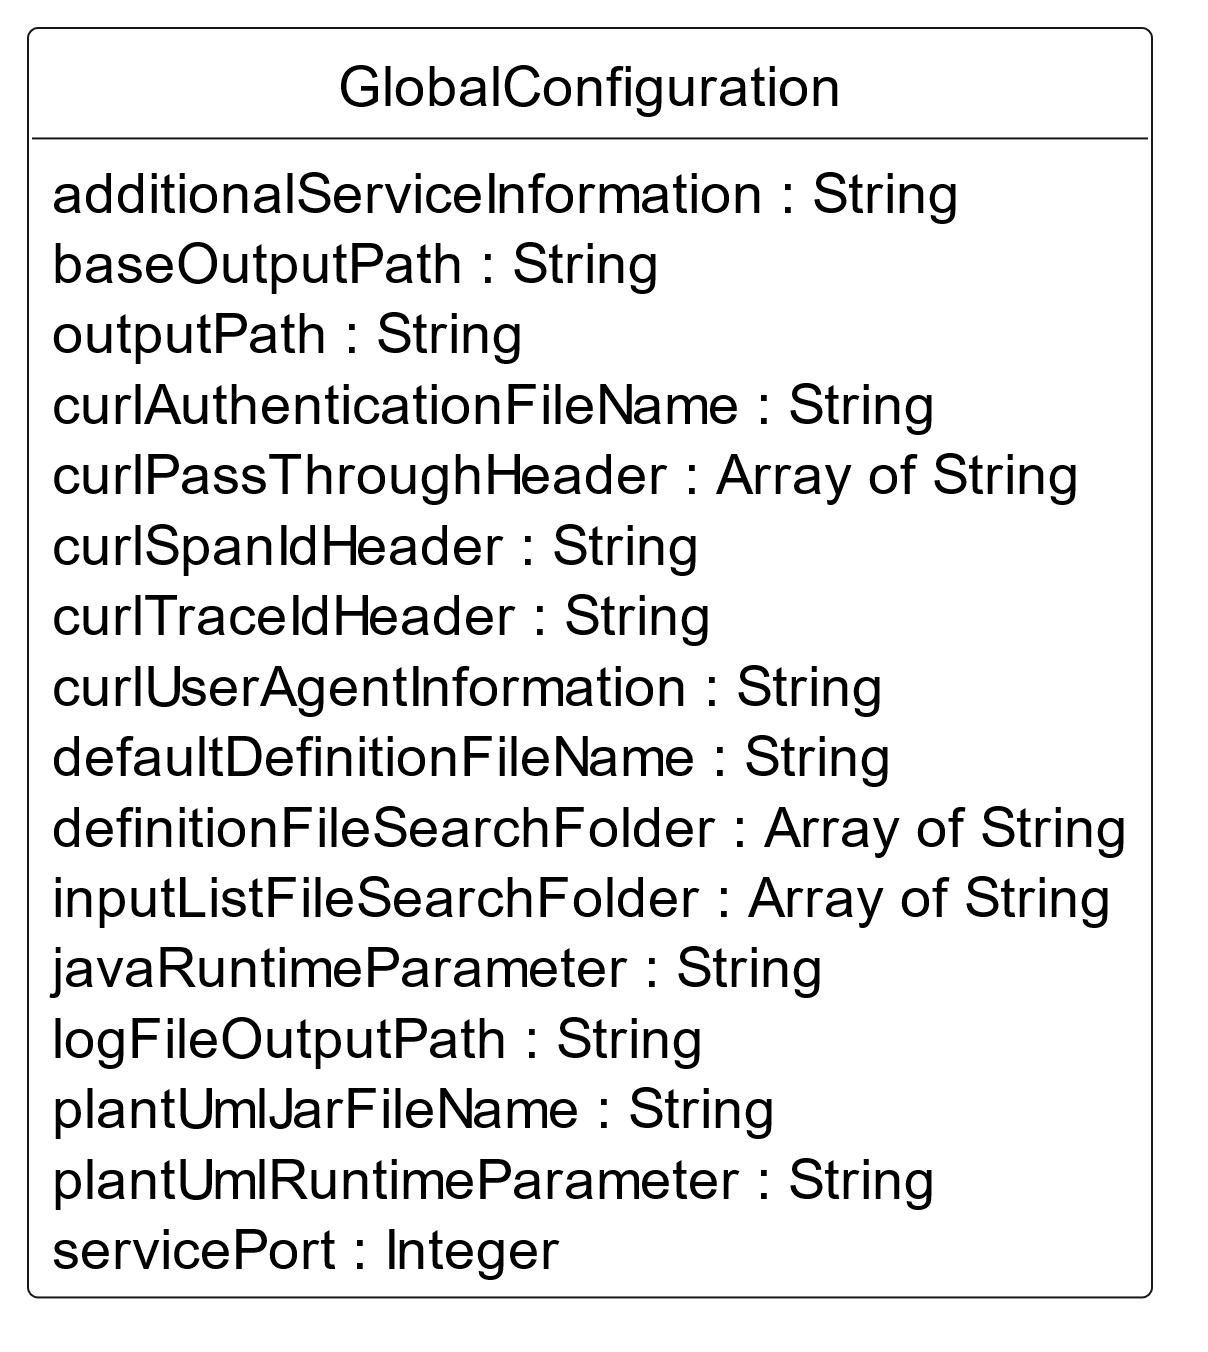 GlobalConfiguration
additionalServiceInformation : String
baseOutputPath : String
outputPath : String
curlAuthenticationFileName : String
curlPassThroughHeader : Array of String
curlSpanIdHeader : String
curlTraceIdHeader : String
curlUserAgentInformation : String
defaultDefinitionFileName : String
definitionFileSearchFolder : Array of String
inputListFileSearchFolder : Array of String
javaRuntimeParameter : String
logFileOutputPath : String
plantUmlJarFileName : String
plantUmlRuntimeParameter : String
servicePort : Integer